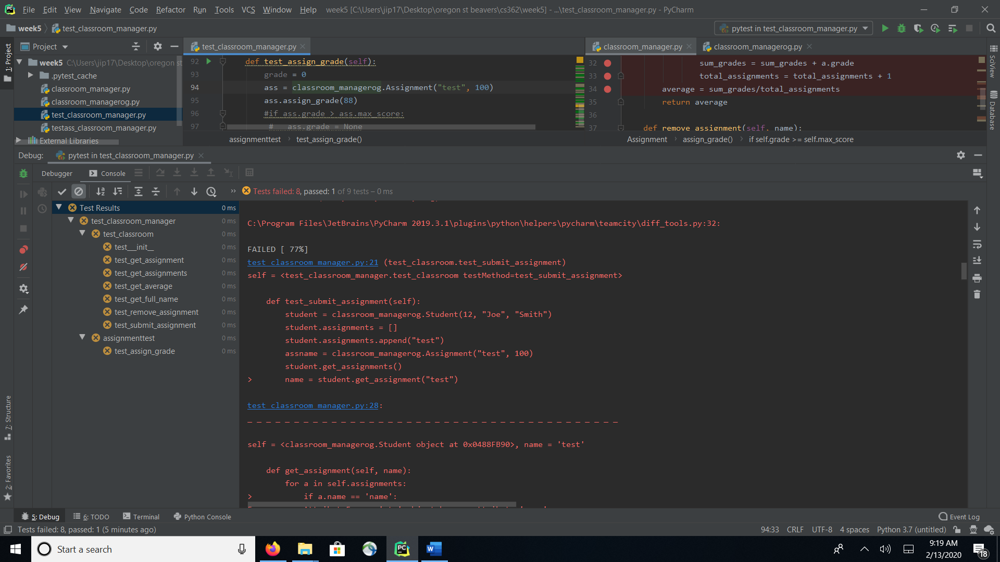 File Edit View Navigate Code Refactor Run Tools VCS Window Help week5 [C:\Users\jip17\Desktop\oregon st beavers\cs362\week5] - ...\test_classroom_manager.py - PyCharm
week5 test_classroom_manager.py pytest in test_classroom_manager.py
1: Project
Project
week5 C:\Users\jip17\Desktop\oregon st
.pytest_cache
classroom_manager.py
classroom_managerog.py
test_classroom_manager.py
testass_classroom_manager.py
External Libraries
test_classroom_manager.py
92 def test_assign_grade(self):
93 grade = 0
94 ass = classroom_managerog.Assignment("test", 100)
95 ass.assign_grade(88)
96 #if ass.grade > ass.max_score:
97 # ass.grade = None
assignmenttest test_assign_grade()
classroom_manager.py classroom_managerog.py
32 sum_grades = sum_grades + a.grade
33 total_assignments = total_assignments + 1
34 average = sum_grades/total_assignments
35 return average
36
37 def remove_assignment(self, name):
Assignment assign_grade() if self.grade >= self.max_score
SciView
Database
Debug: pytest in test_classroom_manager.py
Debugger Console
Tests failed: 8, passed: 1 of 9 tests – 0 ms
Test Results 0 ms
test_classroom_manager 0 ms
test_classroom 0 ms
test__init__ 0 ms
test_get_assignment 0 ms
test_get_assignments 0 ms
test_get_average 0 ms
test_get_full_name 0 ms
test_remove_assignment 0 ms
test_submit_assignment 0 ms
assignmenttest 0 ms
test_assign_grade 0 ms
C:\Program Files\JetBrains\PyCharm 2019.3.1\plugins\python\helpers\pycharm\teamcity\diff_tools.py:32:
FAILED [ 77%]
test_classroom_manager.py:21 (test_classroom.test_submit_assignment)
self = <test_classroom_manager.test_classroom testMethod=test_submit_assignment>
def test_submit_assignment(self):
student = classroom_managerog.Student(12, "Joe", "Smith")
student.assignments = []
student.assignments.append("test")
assname = classroom_managerog.Assignment("test", 100)
student.get_assignments()
> name = student.get_assignment("test")
test_classroom_manager.py:28:
_ _ _ _ _ _ _ _ _ _ _ _ _ _ _ _ _ _ _ _ _ _ _ _ _ _ _ _ _ _ _ _ _ _ _ _ _ _ _ _
self = <classroom_managerog.Student object at 0x0488FB90>, name = 'test'
def get_assignment(self, name):
for a in self.assignments:
> if a.name == 'name':
7: Structure
2: Favorites
5: Debug 6: TODO Terminal Python Console Event Log
Tests failed: 8, passed: 1 (5 minutes ago) 94:33 CRLF UTF-8 4 spaces Python 3.7 (untitled)
Start a search
9:19 AM
2/13/2020
18